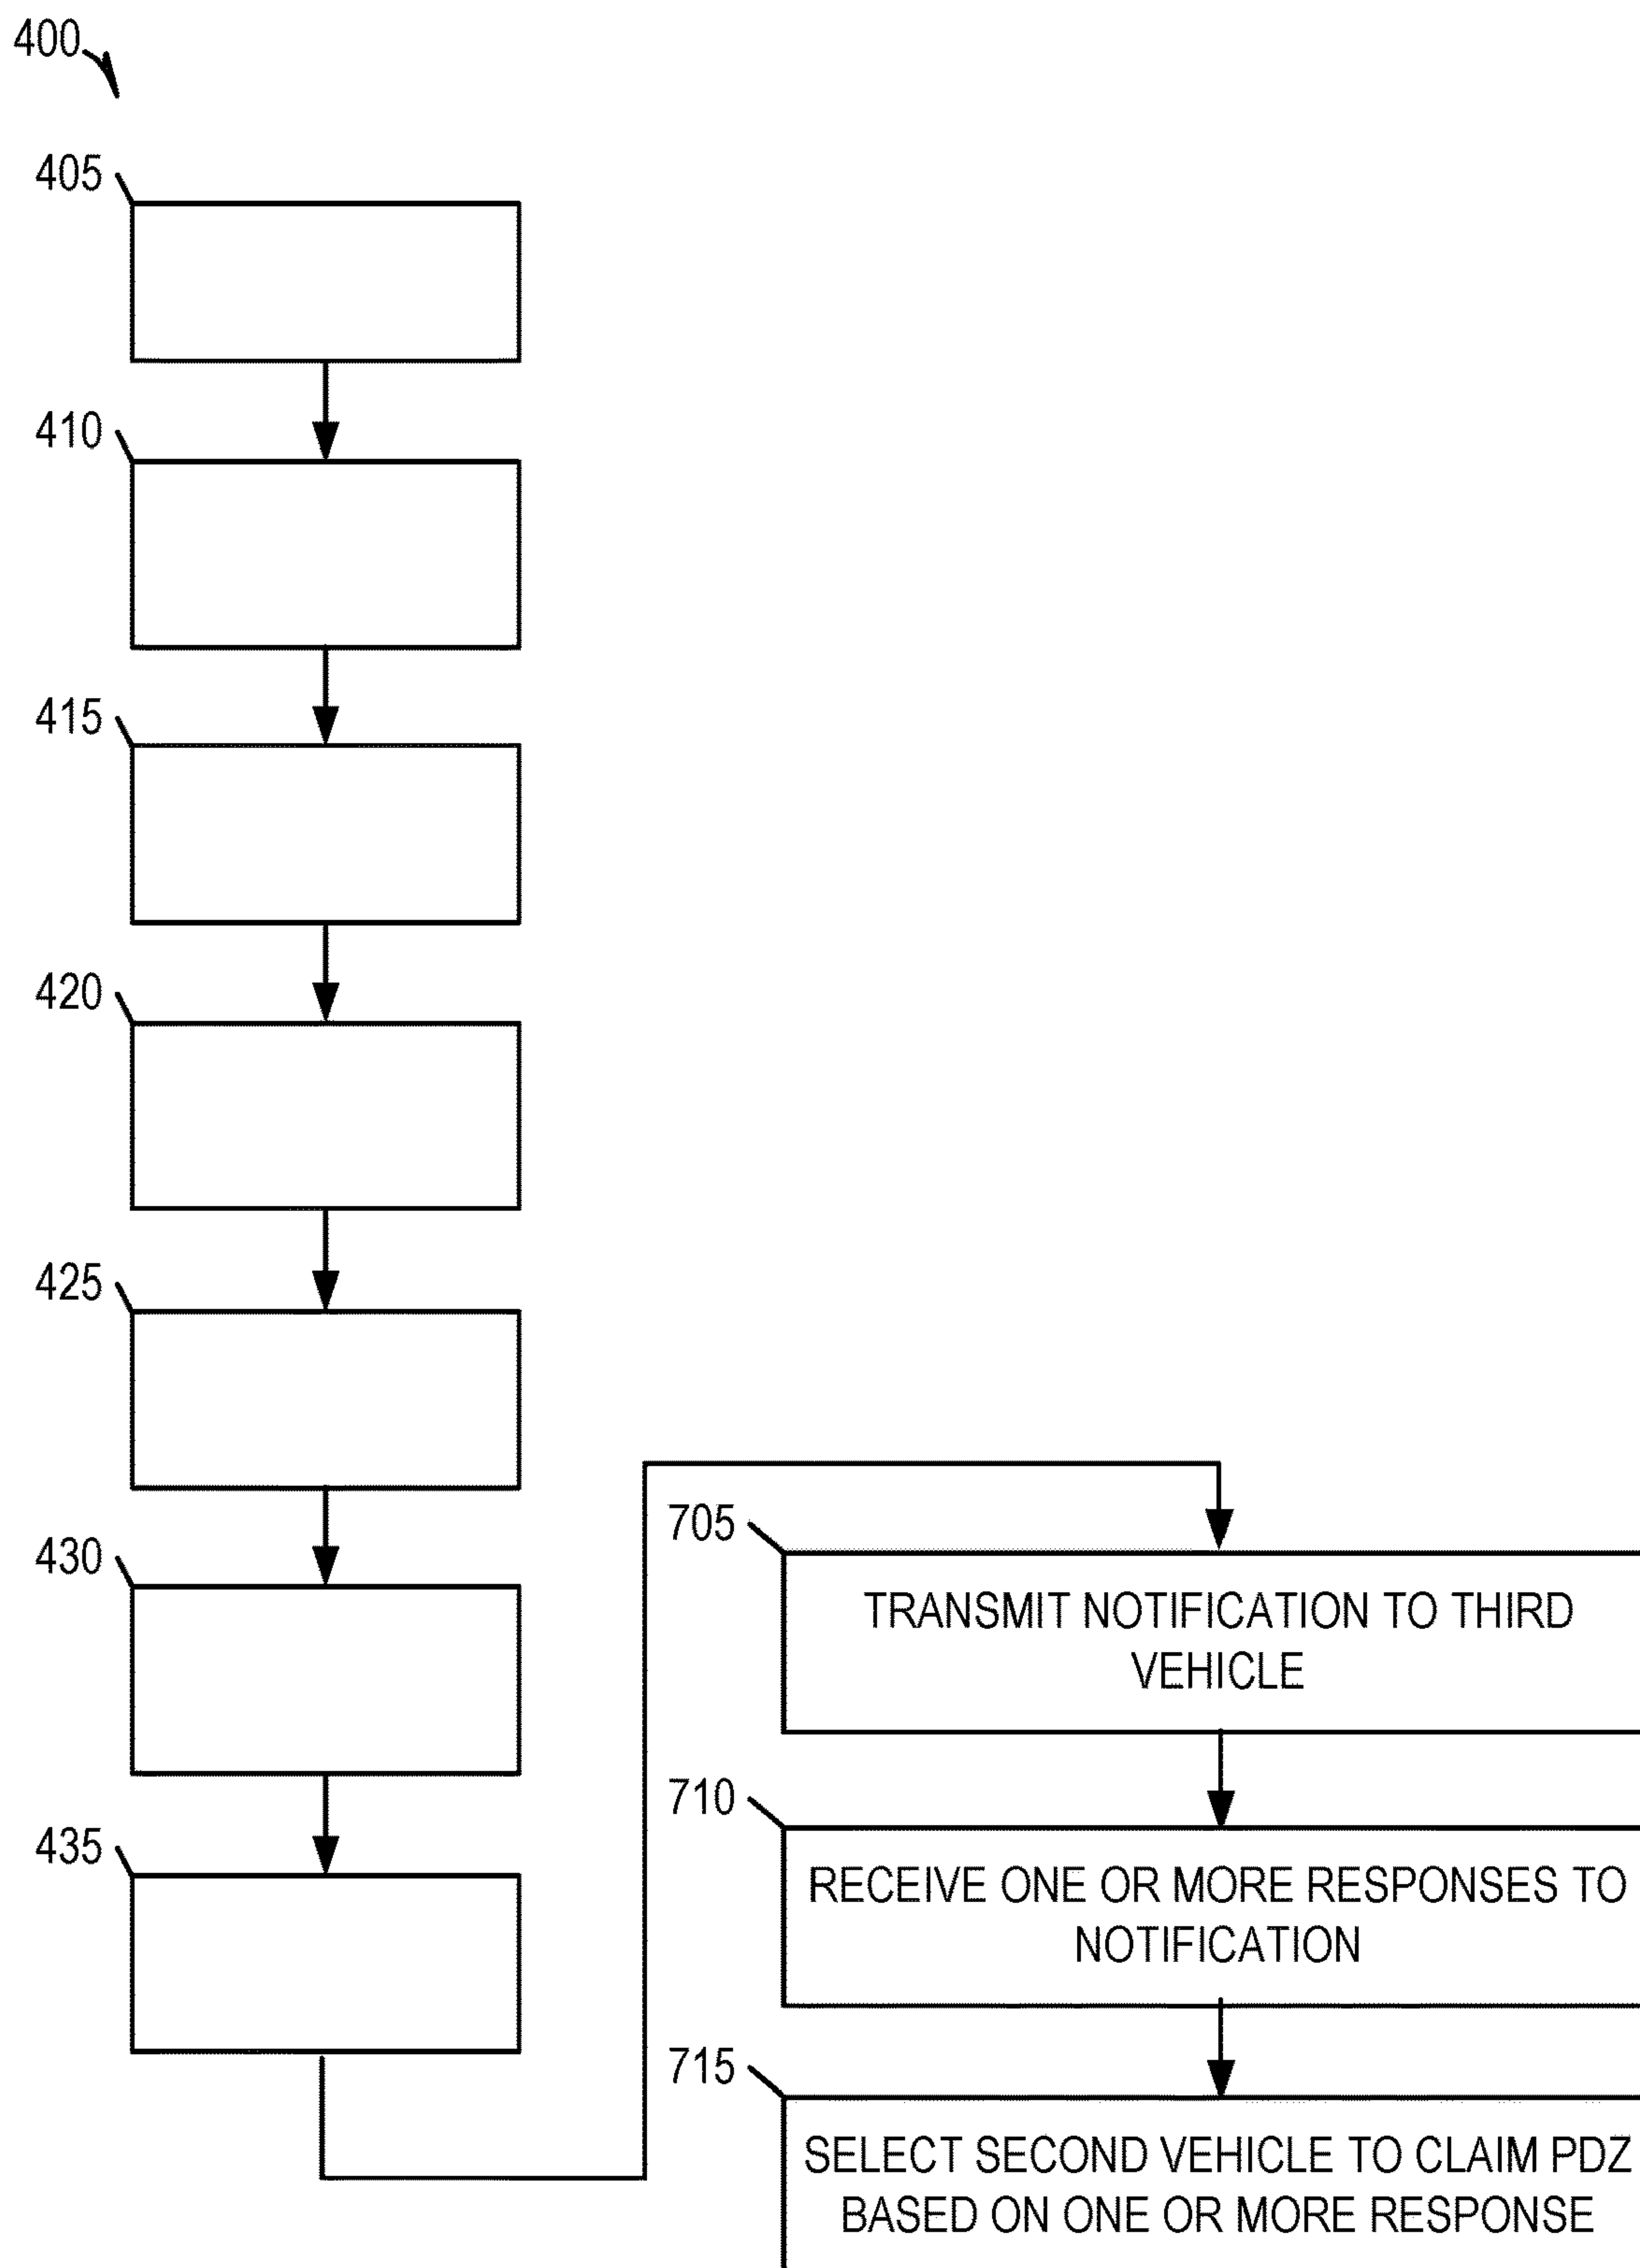 400
405
410
415
420
425
430
435
705
TRANSMIT NOTIFICATION TO THIRD
VEHICLE
710
RECEIVE ONE OR MORE RESPONSES TO
NOTIFICATION
715
SELECT SECOND VEHICLE TO CLAIM PDZ
BASED ON ONE OR MORE RESPONSE